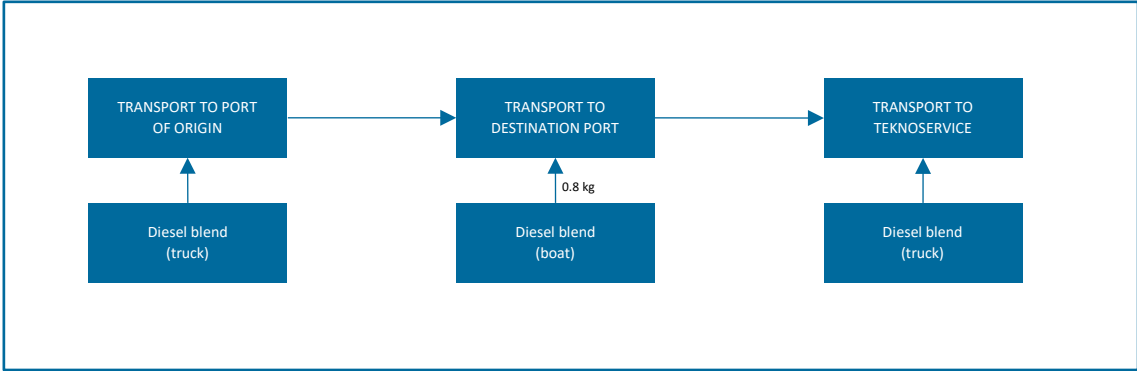 TRANSPORT TO PORT
OF ORIGIN
TRANSPORT TO
DESTINATION PORT
TRANSPORT TO
TEKNOSERVICE
0.8 kg
Diesel blend
(truck)
Diesel blend
(boat)
Diesel blend
(truck)